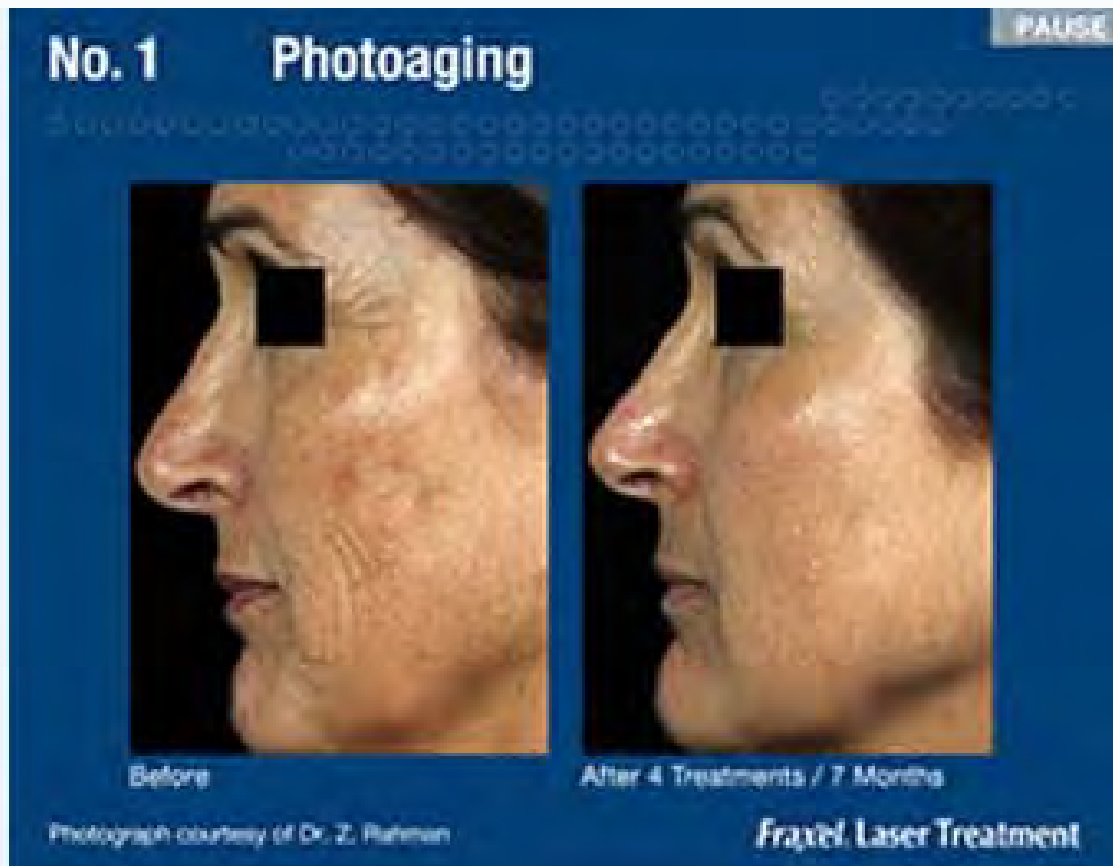 PAUSE
No. 1 Photoaging
Before
After 4 Treatments / 7 Months
Photograph courtesy of Dr. Z. Rahman
Fraxel Laser Treatment